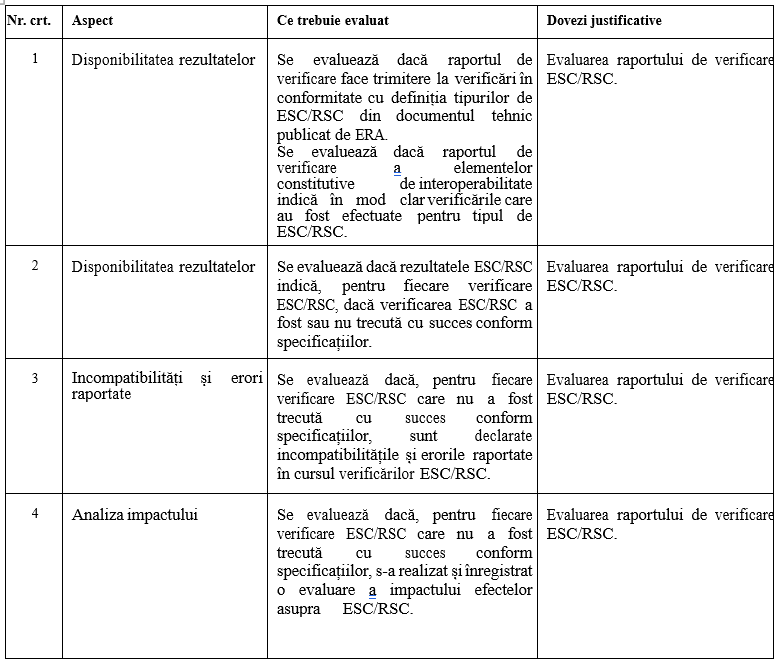 Nr. crt. Aspect Ce trebuie evaluat Dovezi justificative
1 Disponibilitatea rezultatelor Se evaluează dacă raportul de Evaluarea raportului de verificare
verificare face trimitere la verificări în ESC/RSC.
conformitate cu definiția tipurilor de
ESC/RSC din documentul tehnic
publicat de ERA.
Se evaluează dacă raportul de
verificare a elementelor
constitutive de interoperabilitate
indică în mod clar verificările care
au fost efectuate pentru tipul de
ESC/RSC.
2 Disponibilitatea rezultatelor Se evaluează dacă rezultatele ESC/RSC Evaluarea raportului de verificare
indică, pentru fiecare verificare ESC/RSC.
ESC/RSC, dacă verificarea ESC/RSC a
fost sau nu trecută cu succes conform
specificațiilor.
3 Incompatibilități și erori Se evaluează dacă, pentru fiecare Evaluarea raportului de verificare
raportate verificare ESC/RSC care nu a fost ESC/RSC.
trecută cu succes conform
specificațiilor, sunt declarate
incompatibilitățile și erorile raportate
în cursul verificărilor ESC/RSC.
4 Analiza impactului Se evaluează dacă, pentru fiecare Evaluarea raportului de verificare
verificare ESC/RSC care nu a fost ESC/RSC.
trecută cu succes conform
specificațiilor, s-a realizat și înregistrat
o evaluare a impactului efectelor
asupra ESC/RSC.